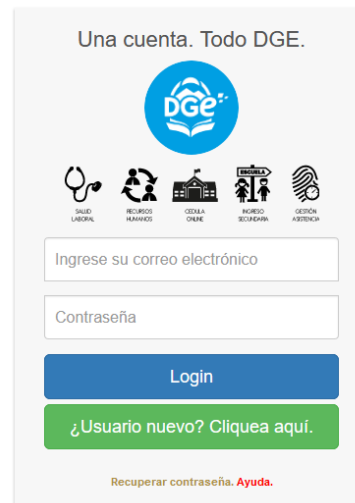 Una cuenta. Todo DGE.
DGe
SALUD LABORAL
RECURSOS HUMANOS
CEDULA ONLINE
ESCUELA
INGRESO SECUNDARIA
GESTIÓN ASISTENCIA
Ingrese su correo electrónico
Contraseña
Login
¿Usuario nuevo? Cliquea aquí.
Recuperar contraseña. Ayuda.